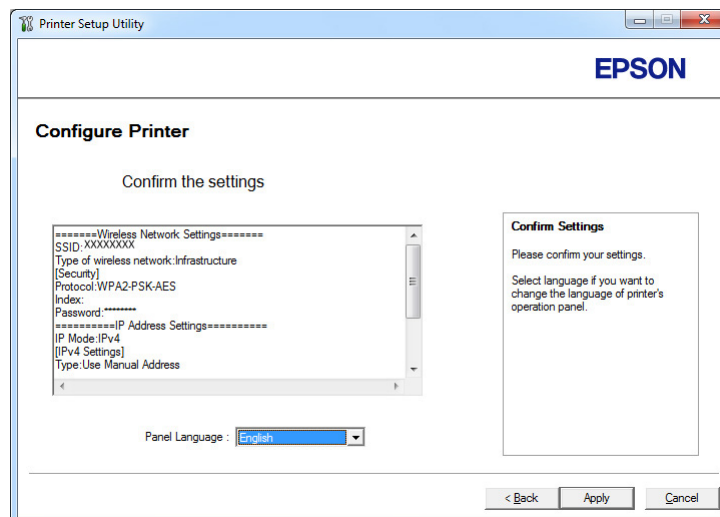 Printer Setup Utility
EPSON
Configure Printer
Confirm the settings
=======Wireless Network Settings=======
SSID:XXXXXXXX
Type of wireless network:Infrastructure
[Security]
Protocol:WPA2-PSK-AES
Index:
Password:********
==========IP Address Settings==========
IP Mode:IPv4
[IPv4 Settings]
Type:Use Manual Address
Panel Language : English
Confirm Settings
Please confirm your settings.
Select language if you want to
change the language of printer's
operation panel.
< Back
Apply
Cancel